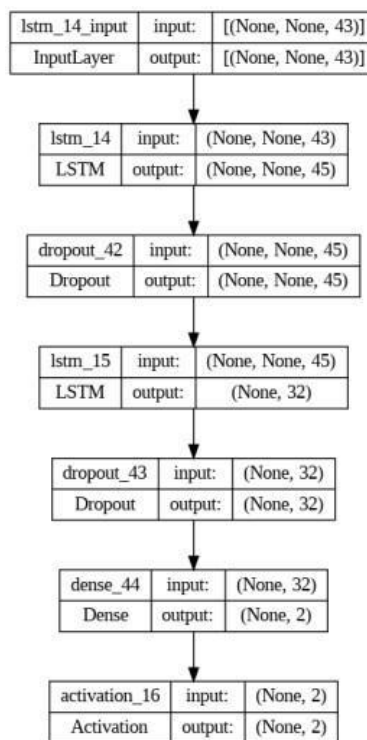 lstm_14_input input: [(None, None, 43)]
InputLayer output: [(None, None, 43)]
lstm_14 input: (None, None, 43)
LSTM output: (None, None, 45)
dropout_42 input: (None, None, 45)
Dropout output: (None, None, 45)
lstm_15 input: (None, None, 45)
LSTM output: (None, 32)
dropout_43 input: (None, 32)
Dropout output: (None, 32)
dense_44 input: (None, 32)
Dense output: (None, 2)
activation_16 input: (None, 2)
Activation output: (None, 2)